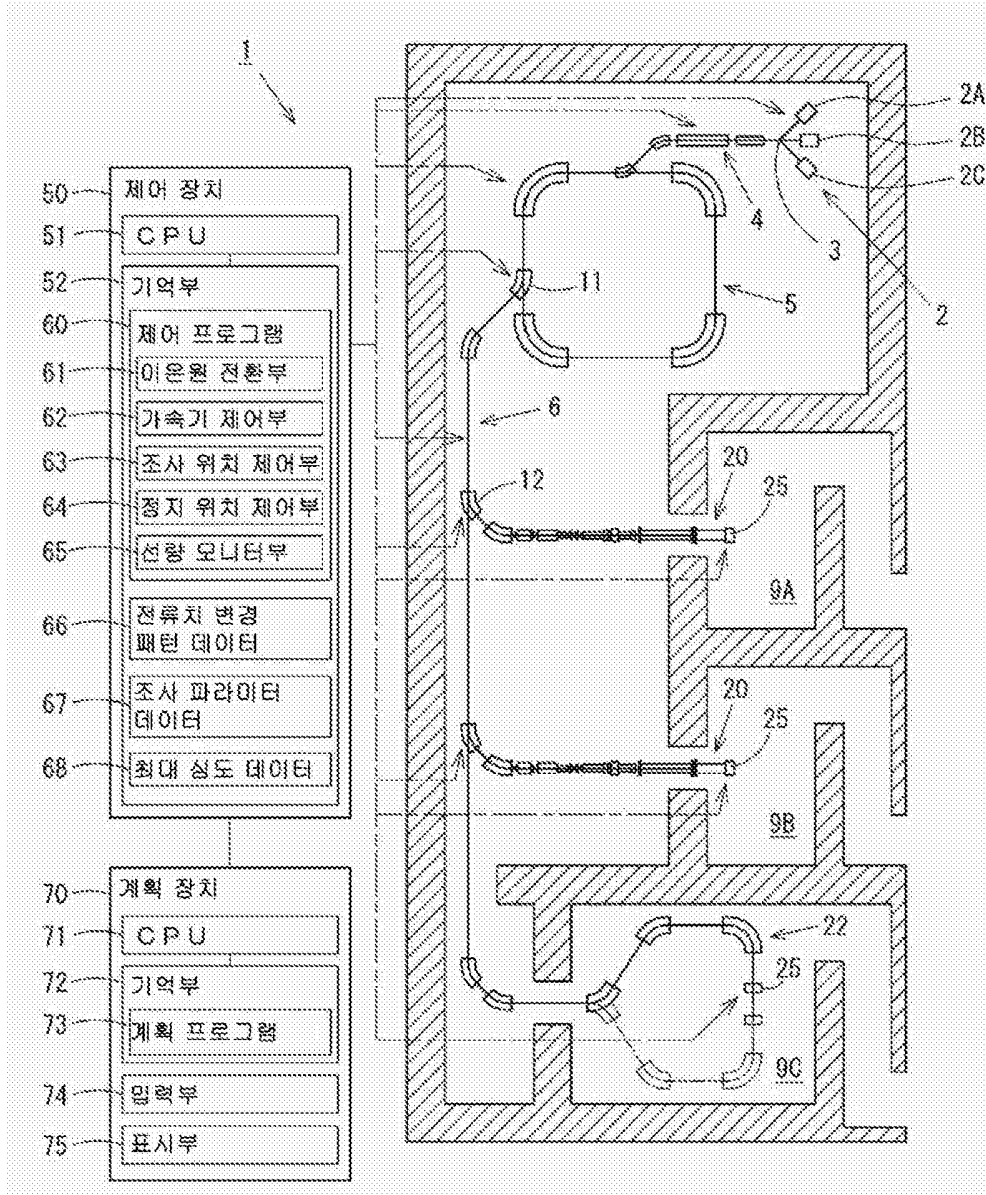 1
50
제어 장치
51
CPU
52
기억부
60
제어 프로그램
61
이온원 전환부
62
가속기 제어부
63
조사 위치 제어부
64
정지 위치 제어부
65
선량 모니터부
66
전류치 변경
패턴 데이터
67
조사 파라미터
데이터
68
최대 심도 데이터
70
계획 장치
71
CPU
72
기억부
73
계획 프로그램
74
입력부
75
표시부
2A
2B
2C
4
3
2
11
5
6
12
20
25
9A
20
25
9B
22
25
9C